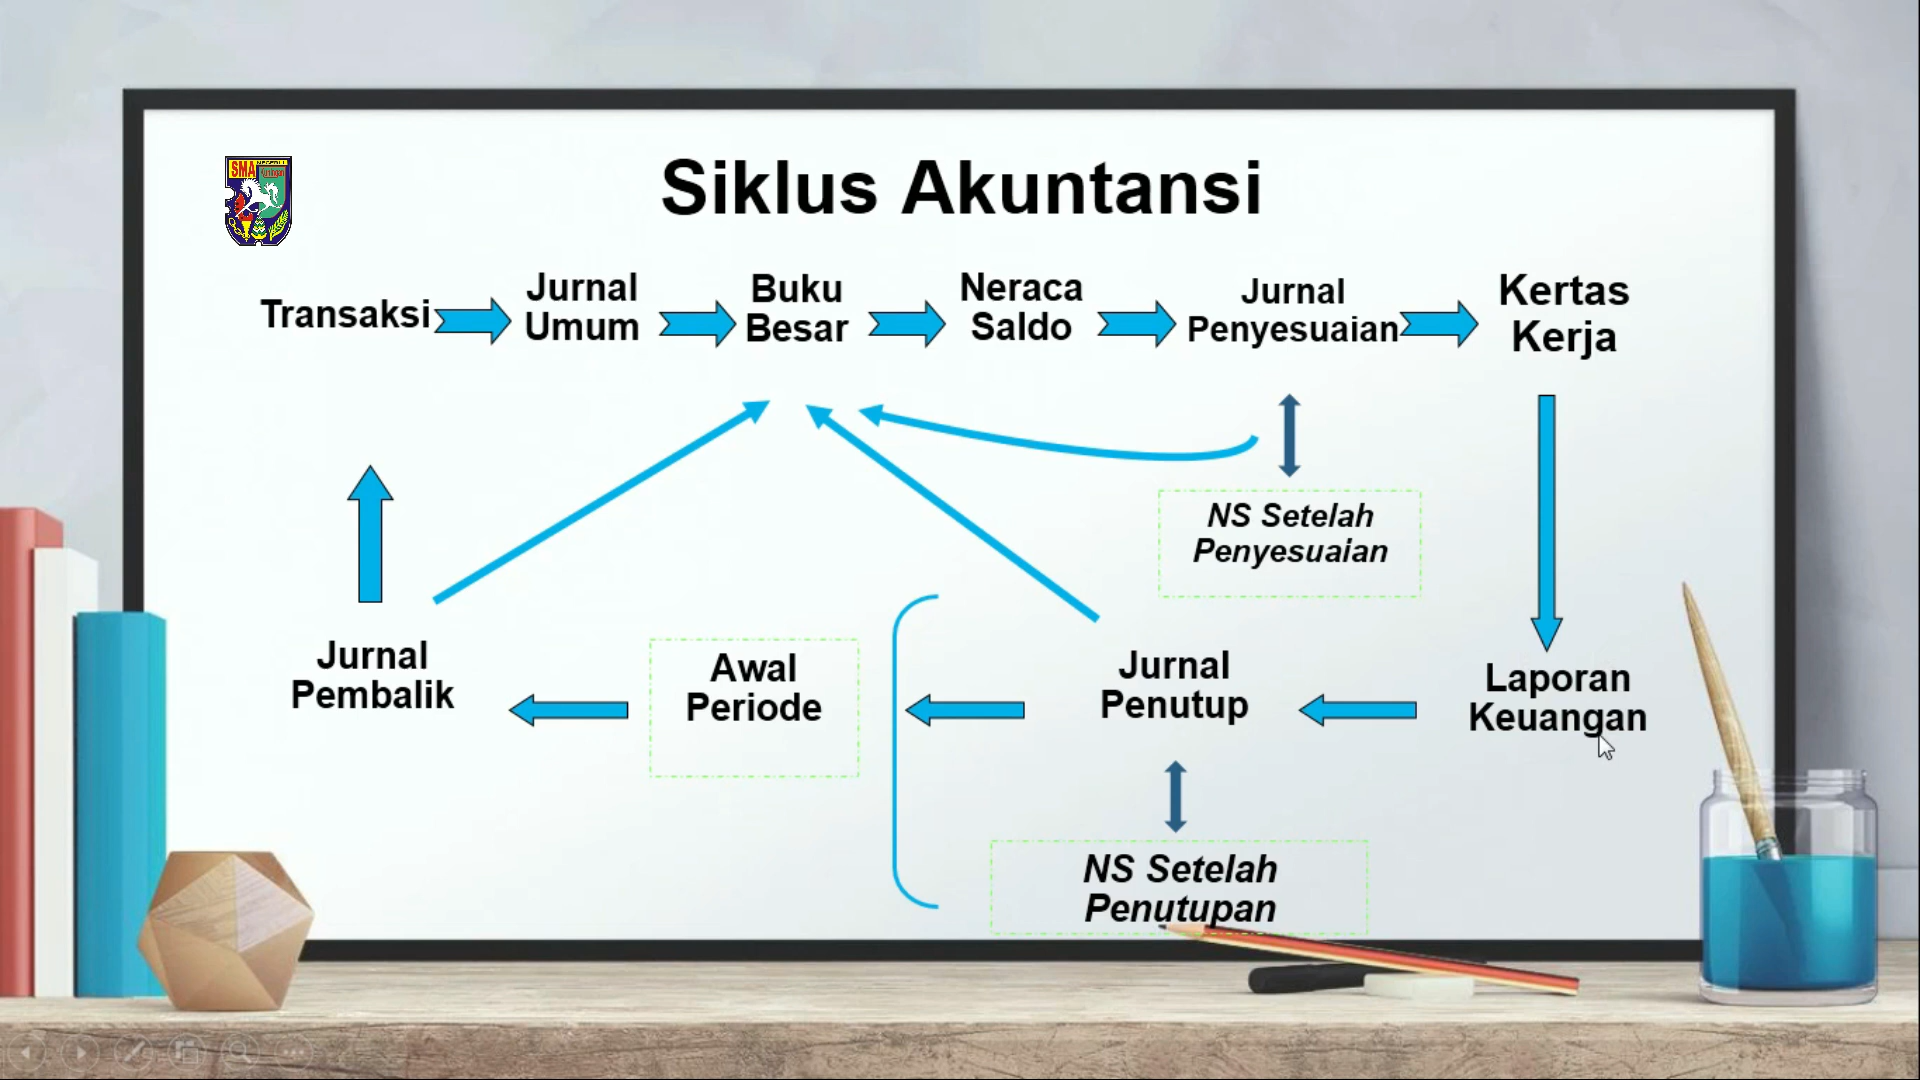 SMA
Siklus Akuntansi
Transaksi
Jurnal
Umum
Buku
Besar
Neraca
Saldo
Jurnal
Penyesuaian
Kertas
Kerja
NS Setelah
Penyesuaian
Jurnal
Pembalik
Awal
Periode
Jurnal
Penutup
Laporan
Keuangan
NS Setelah
Penutupan